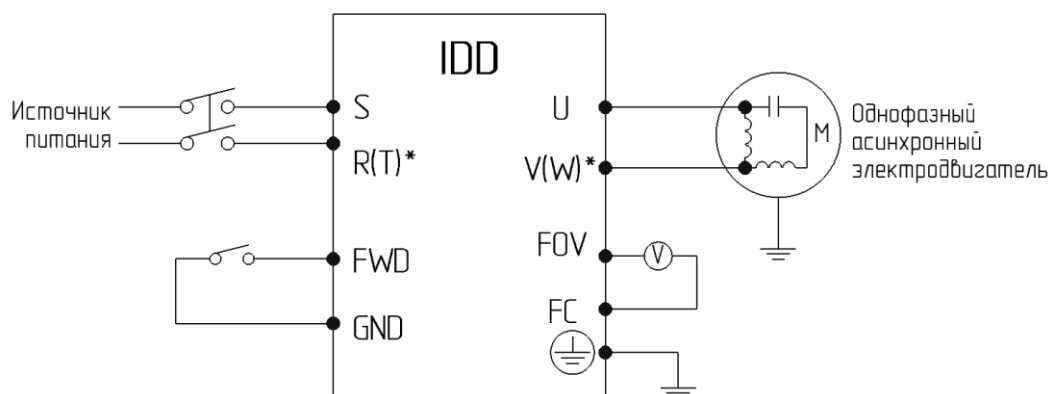 IDD
Источник
питания
S
R(T)*
FWD
GND
U
V(W)*
FOV
FC
V
M
Однофазный
асинхронный
электродвигатель